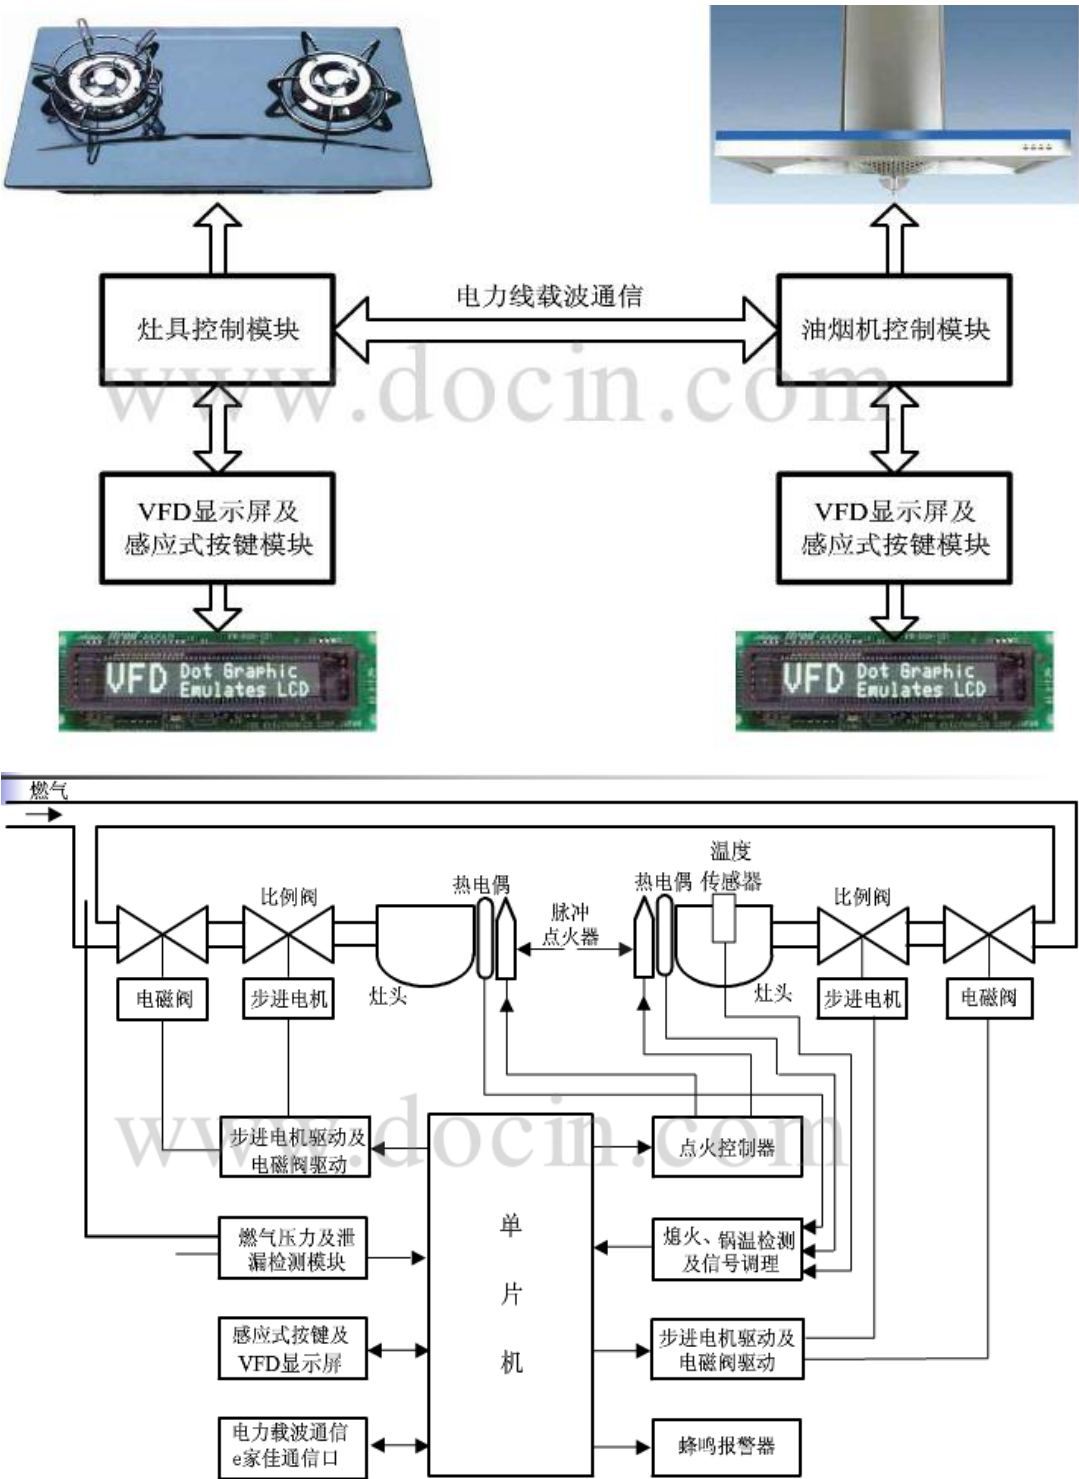 电力线载波通信
灶具控制模块
油烟机控制模块
www.docin.com
VFD显示屏及
感应式按键模块
VFD显示屏及
感应式按键模块
VFD Dot Graphic
Emulates LCD
VFD Dot Graphic
Emulates LCD
燃气
温度
传感器
热电偶
热电偶
比例阀
比例阀
脉冲
点火器
灶头
灶头
电磁阀
步进电机
步进电机
电磁阀
www.docin.com
步进电机驱动及
电磁阀驱动
点火控制器
单
片
机
燃气压力及泄
漏检测模块
熄火、锅温检测
及信号调理
感应式按键及
VFD显示屏
步进电机驱动及
电磁阀驱动
电力载波通信
e家佳通信口
蜂鸣报警器